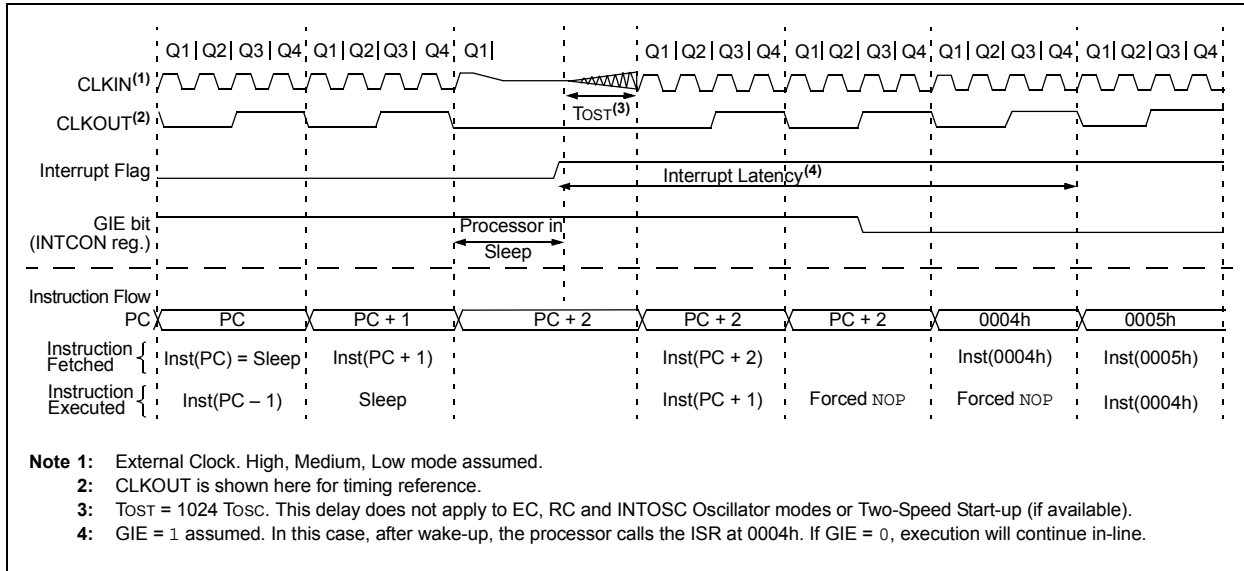 Q1| Q2| Q3| Q4 Q1| Q2| Q3| Q4 Q1| Q1| Q2| Q3| Q4 Q1| Q2| Q3| Q4 Q1| Q2| Q3| Q4 Q1| Q2| Q3| Q4
CLKIN(1)
TOST(3)
CLKOUT(2)
Interrupt Flag
Interrupt Latency(4)
GIE bit
(INTCON reg.)
Processor in
Sleep
Instruction Flow
PC PC PC + 1 PC + 2 PC + 2 PC + 2 0004h 0005h
Instruction
Fetched
Inst(PC) = Sleep Inst(PC + 1) Inst(PC + 2) Inst(0004h) Inst(0005h)
Instruction
Executed
Inst(PC – 1) Sleep Inst(PC + 1) Forced NOP Forced NOP Inst(0004h)
Note 1: External Clock. High, Medium, Low mode assumed.
2: CLKOUT is shown here for timing reference.
3: TOST = 1024 TOSC. This delay does not apply to EC, RC and INTOSC Oscillator modes or Two-Speed Start-up (if available).
4: GIE = 1 assumed. In this case, after wake-up, the processor calls the ISR at 0004h. If GIE = 0, execution will continue in-line.